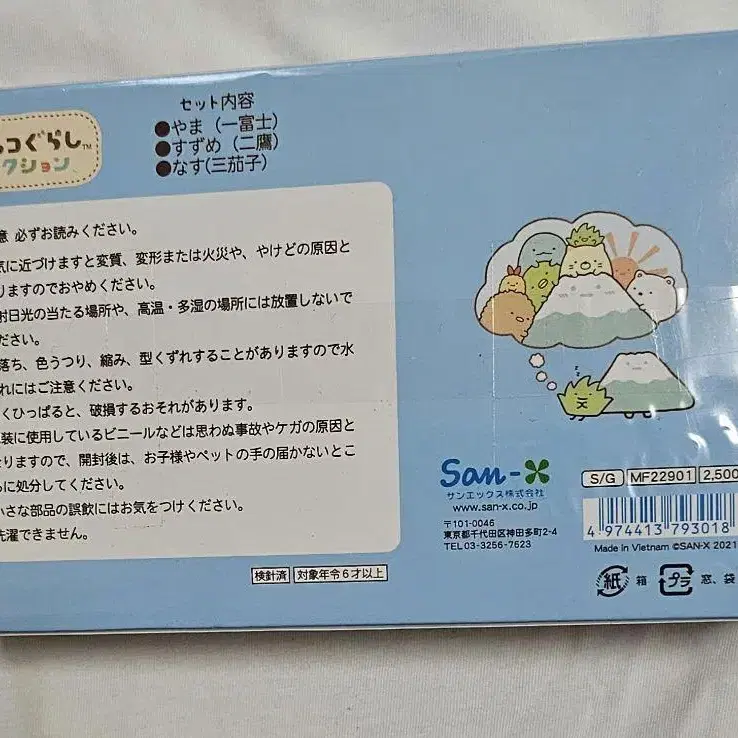 セット内容
●やま (一富士)
●すずめ (二鷹)
●なす(三茄子)
ッコぐらし™
クション
意 必ずお読みください。
気に近づけますと変質、変形または火災や、やけどの原因と
りますのでおやめください。
射日光の当たる場所や、高温・多湿の場所には放置しないで
ださい。
落ち、色うつり、縮み、型くずれすることがありますので水
れにはご注意ください。
くひっぱると、破損するおそれがあります。
装に使用しているビニールなどは思わぬ事故やケガの原因と
なりますので、開封後は、お子様やペットの手の届かないとこ
ろに処分してください。
いさな部品の誤飲にはお気をつけください。
洗濯できません。
検針済 対象年令6才以上
San-X
サンエックス株式会社
www.san-x.co.jp
〒101-0046
東京都千代田区神田多町2-4
TEL03-3256-7623
S/G MF22901 2,500
4 974413 793018
Made in Vietnam ©SAN-X 2021
紙 箱 プラ 窓、袋